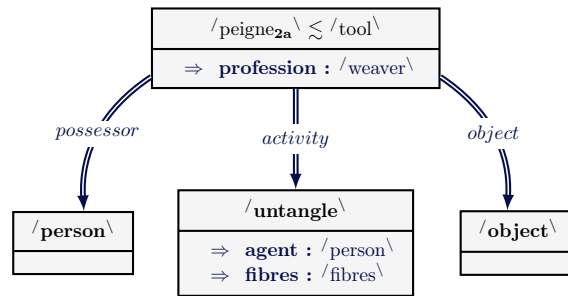 /peigne2a\ ≲ /tool\
⇒ profession : /weaver\
possessor
activity
object
/person\
/untangle\
⇒ agent : /person\
⇒ fibres : /fibres\
/object\